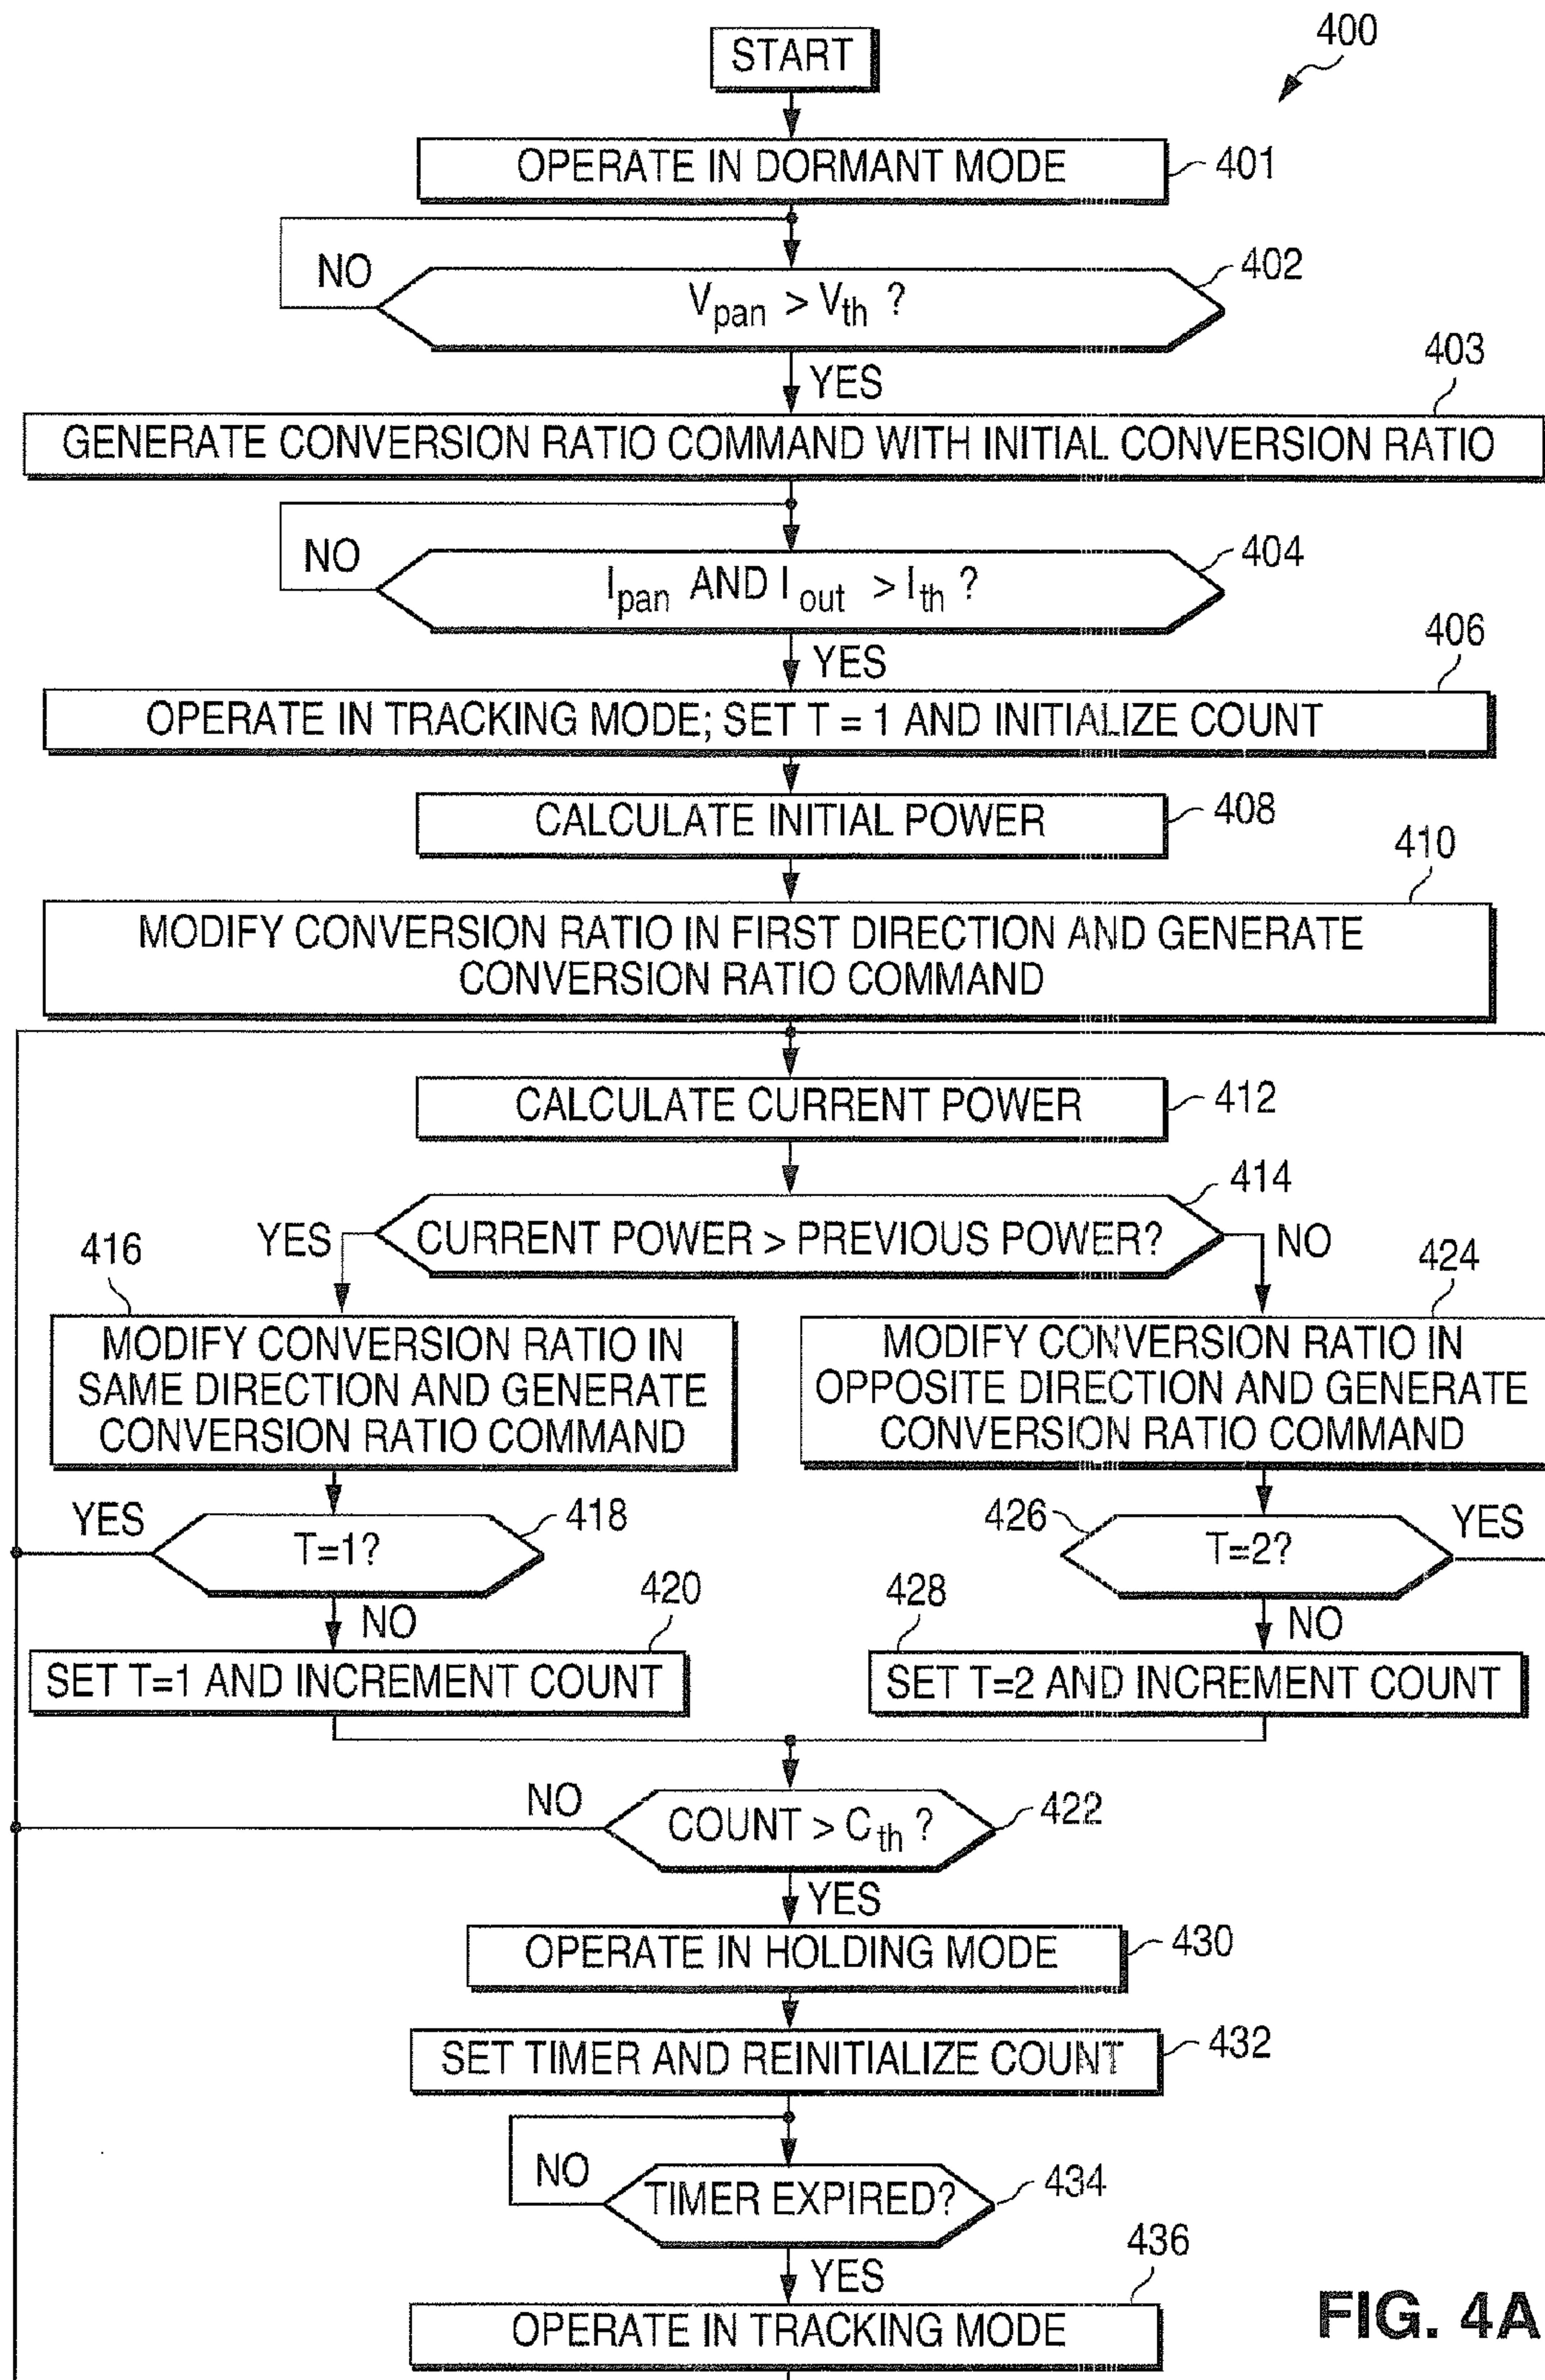 400
START
OPERATE IN DORMANT MODE
401
NO
402
Vpan > Vth ?
YES
403
GENERATE CONVERSION RATIO COMMAND WITH INITIAL CONVERSION RATIO
NO
404
Ipan AND Iout > Ith ?
YES
406
OPERATE IN TRACKING MODE; SET T = 1 AND INITIALIZE COUNT
CALCULATE INITIAL POWER
408
410
MODIFY CONVERSION RATIO IN FIRST DIRECTION AND GENERATE
CONVERSION RATIO COMMAND
CALCULATE CURRENT POWER
412
414
YES
CURRENT POWER > PREVIOUS POWER?
NO
416
424
MODIFY CONVERSION RATIO IN
SAME DIRECTION AND GENERATE
CONVERSION RATIO COMMAND
MODIFY CONVERSION RATIO IN
OPPOSITE DIRECTION AND GENERATE
CONVERSION RATIO COMMAND
YES
T=1?
418
426
T=2?
YES
NO
420
428
NO
SET T=1 AND INCREMENT COUNT
SET T=2 AND INCREMENT COUNT
NO
COUNT > Cth ?
422
YES
OPERATE IN HOLDING MODE
430
SET TIMER AND REINITIALIZE COUNT
432
NO
TIMER EXPIRED?
434
YES
436
OPERATE IN TRACKING MODE
FIG. 4A